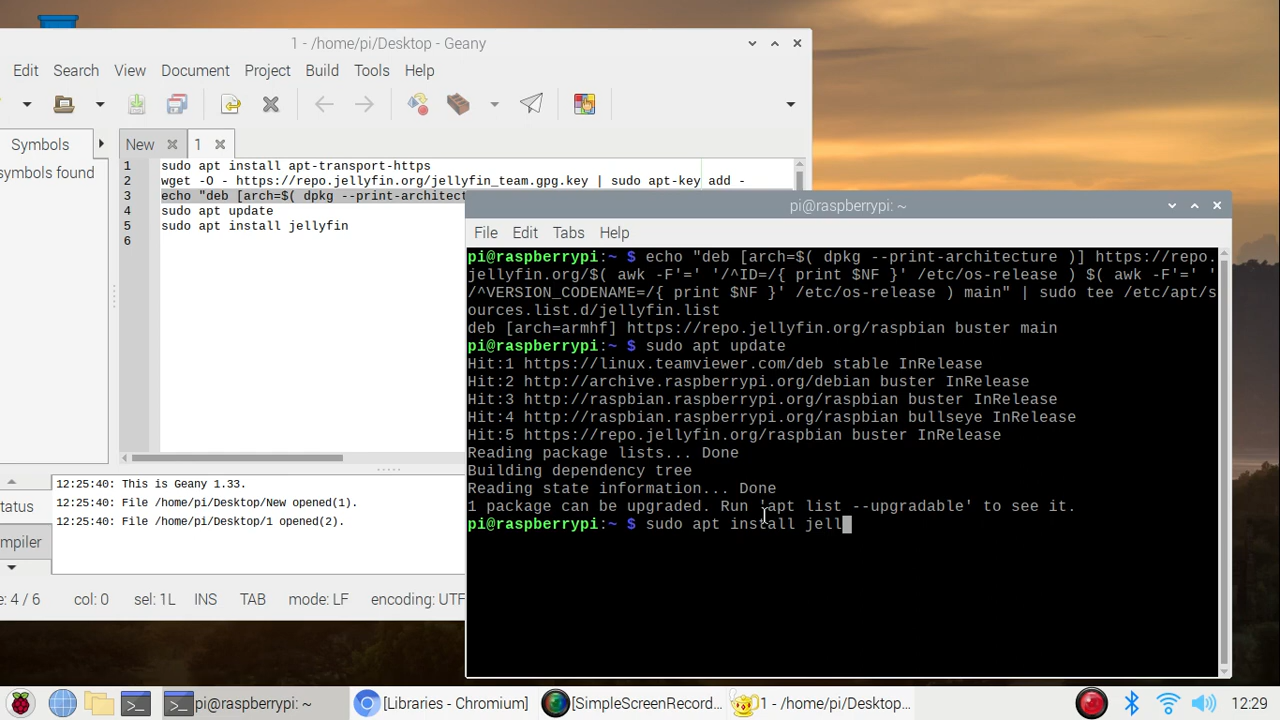 1 - /home/pi/Desktop - Geany
Edit Search View Document Project Build Tools Help
Symbols
New
1
symbols found
1 sudo apt install apt-transport-https
2 wget -O - https://repo.jellyfin.org/jellyfin_team.gpg.key | sudo apt-key add -
3 echo "deb [arch=$( dpkg --print-architect
4 sudo apt update
5 sudo apt install jellyfin
6
tatus
mpiler
12:25:40: This is Geany 1.33.
12:25:40: File /home/pi/Desktop/New opened(1).
12:25:40: File /home/pi/Desktop/1 opened(2).
e: 4 / 6 col: 0 sel: 1L INS TAB mode: LF encoding: UTF
pi@raspberrypi: ~
File Edit Tabs Help
pi@raspberrypi:~ $ echo "deb [arch=$( dpkg --print-architecture )] https://repo.
jellyfin.org/$( awk -F'=' '/^ID=/{ print $NF }' /etc/os-release ) $( awk -F'=' '
/^VERSION_CODENAME=/{ print $NF }' /etc/os-release ) main" | sudo tee /etc/apt/s
ources.list.d/jellyfin.list
deb [arch=armhf] https://repo.jellyfin.org/raspbian buster main
pi@raspberrypi:~ $ sudo apt update
Hit:1 https://linux.teamviewer.com/deb stable InRelease
Hit:2 http://archive.raspberrypi.org/debian buster InRelease
Hit:3 http://raspbian.raspberrypi.org/raspbian buster InRelease
Hit:4 http://raspbian.raspberrypi.org/raspbian bullseye InRelease
Hit:5 https://repo.jellyfin.org/raspbian buster InRelease
Reading package lists... Done
Building dependency tree
Reading state information... Done
1 package can be upgraded. Run 'apt list --upgradable' to see it.
pi@raspberrypi:~ $ sudo apt install jell
pi@raspberrypi: ~
[Libraries - Chromium]
[SimpleScreenRecord...
1 - /home/pi/Desktop...
12:29